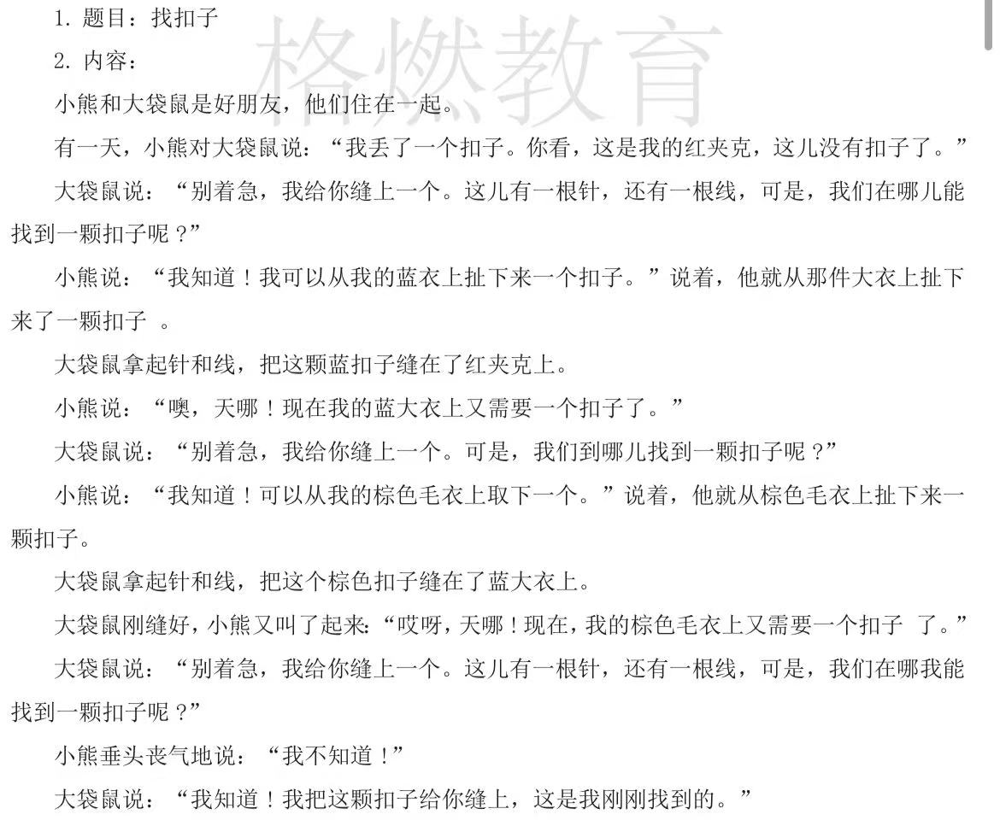 格燃教育
1. 题目：找扣子
2. 内容：
小熊和大袋鼠是好朋友，他们住在一起。
有一天，小熊对大袋鼠说：“我丢了一个扣子。你看，这是我的红夹克，这儿没有扣子了。”
大袋鼠说：“别着急，我给你缝上一个。这儿有一根针，还有一根线，可是，我们在哪儿能
找到一颗扣子呢？”
小熊说：“我知道！我可以从我的蓝衣上扯下来一个扣子。”说着，他就从那件大衣上扯下
来了一颗扣子 。
大袋鼠拿起针和线，把这颗蓝扣子缝在了红夹克上。
小熊说：“噢，天哪！现在我的蓝大衣上又需要一个扣子了。”
大袋鼠说：“别着急，我给你缝上一个。可是，我们到哪儿找到一颗扣子呢？”
小熊说：“我知道！可以从我的棕色毛衣上取下一个。”说着，他就从棕色毛衣上扯下来一
颗扣子。
大袋鼠拿起针和线，把这个棕色扣子缝在了蓝大衣上。
大袋鼠刚缝好，小熊又叫了起来：“哎呀，天哪！现在，我的棕色毛衣上又需要一个扣子 了。”
大袋鼠说：“别着急，我给你缝上一个。这儿有一根针，还有一根线，可是，我们在哪我能
找到一颗扣子呢？”
小熊垂头丧气地说：“我不知道！”
大袋鼠说：“我知道！我把这颗扣子给你缝上，这是我刚刚找到的。”